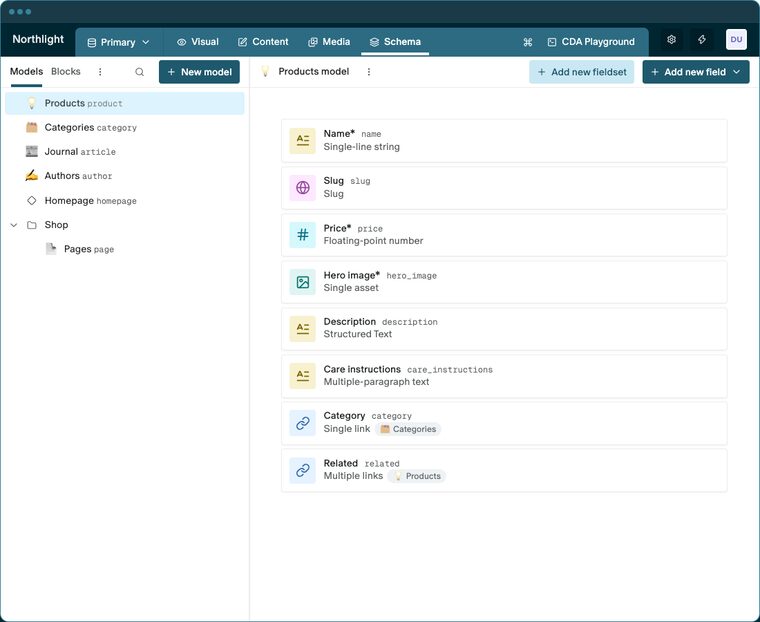 Northlight
Primary
Visual
Content
Media
Schema
CDA Playground
DU
Models
Blocks
New model
Products model
Add new fieldset
Add new field
Products product
Categories category
Journal article
Authors author
Homepage homepage
Shop
Pages page
Name* name
Single-line string
Slug slug
Slug
Price* price
Floating-point number
Hero image* hero_image
Single asset
Description description
Structured Text
Care instructions care_instructions
Multiple-paragraph text
Category category
Single link Categories
Related related
Multiple links Products